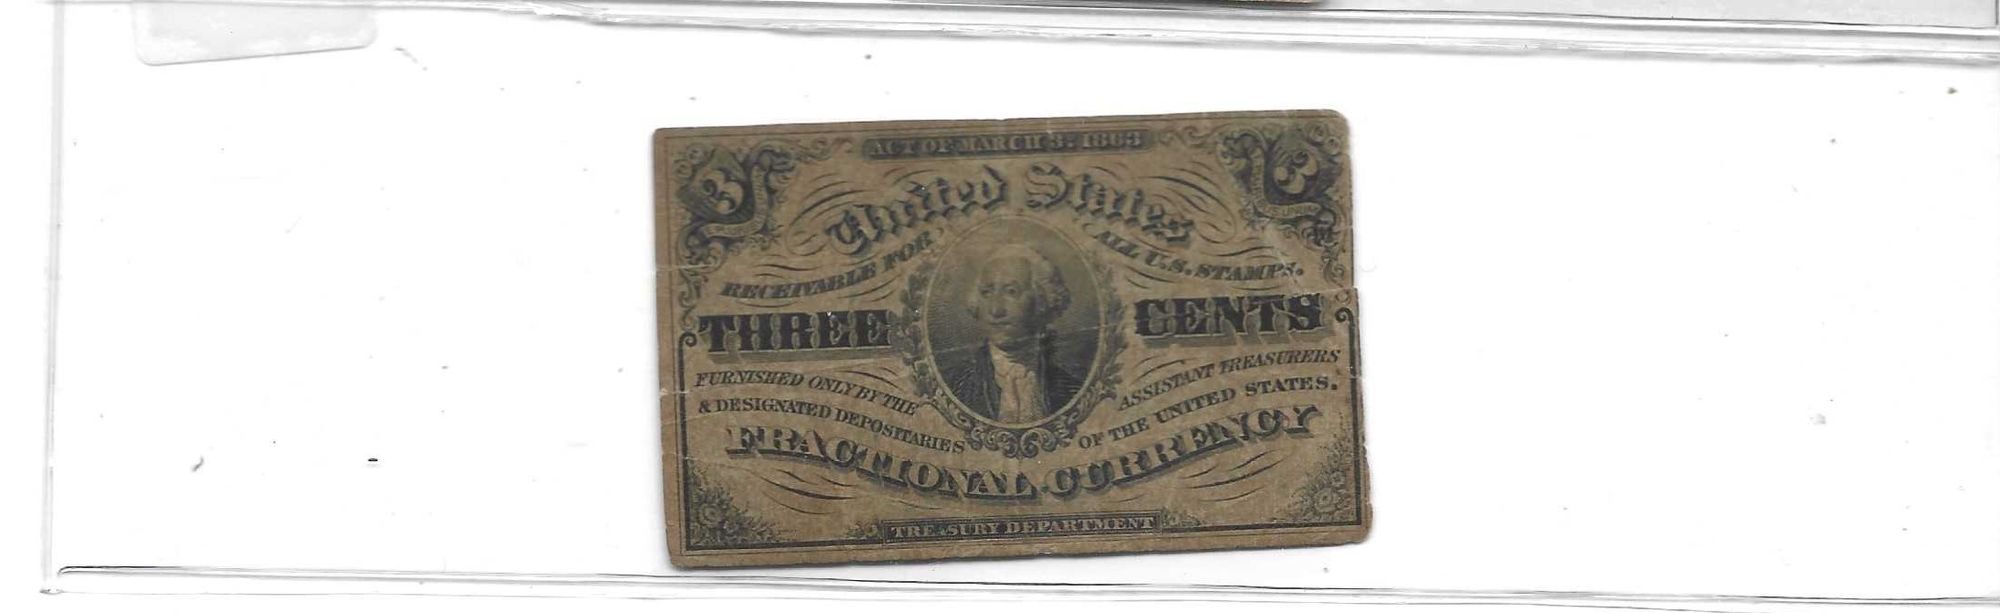 ACT OF MARCH 3: 1863
3 3
United States
RECEIVABLE FOR ALL U.S. STAMPS.
THREE CENTS
FURNISHED ONLY BY THE ASSISTANT TREASURERS
& DESIGNATED DEPOSITARIES OF THE UNITED STATES.
FRACTIONAL CURRENCY
TREASURY DEPARTMENT